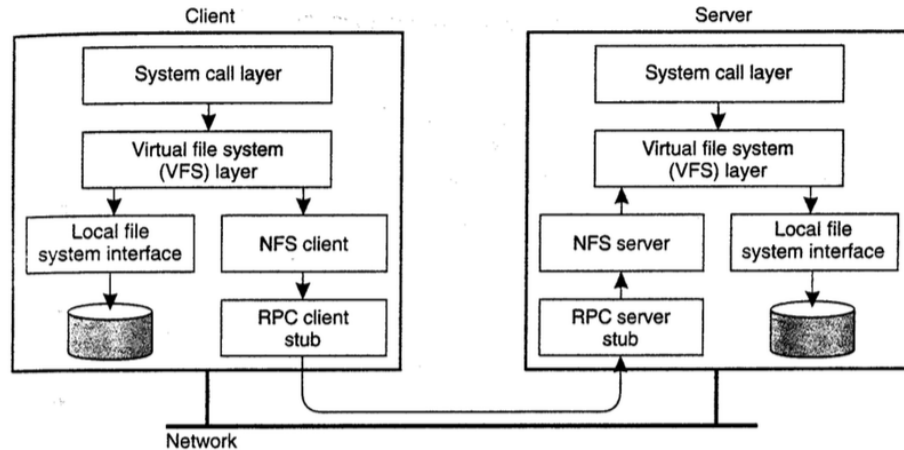 Client
Server
System call layer
System call layer
Virtual file system
(VFS) layer
Virtual file system
(VFS) layer
Local file
system interface
NFS client
NFS server
Local file
system interface
RPC client
stub
RPC server
stub
Network